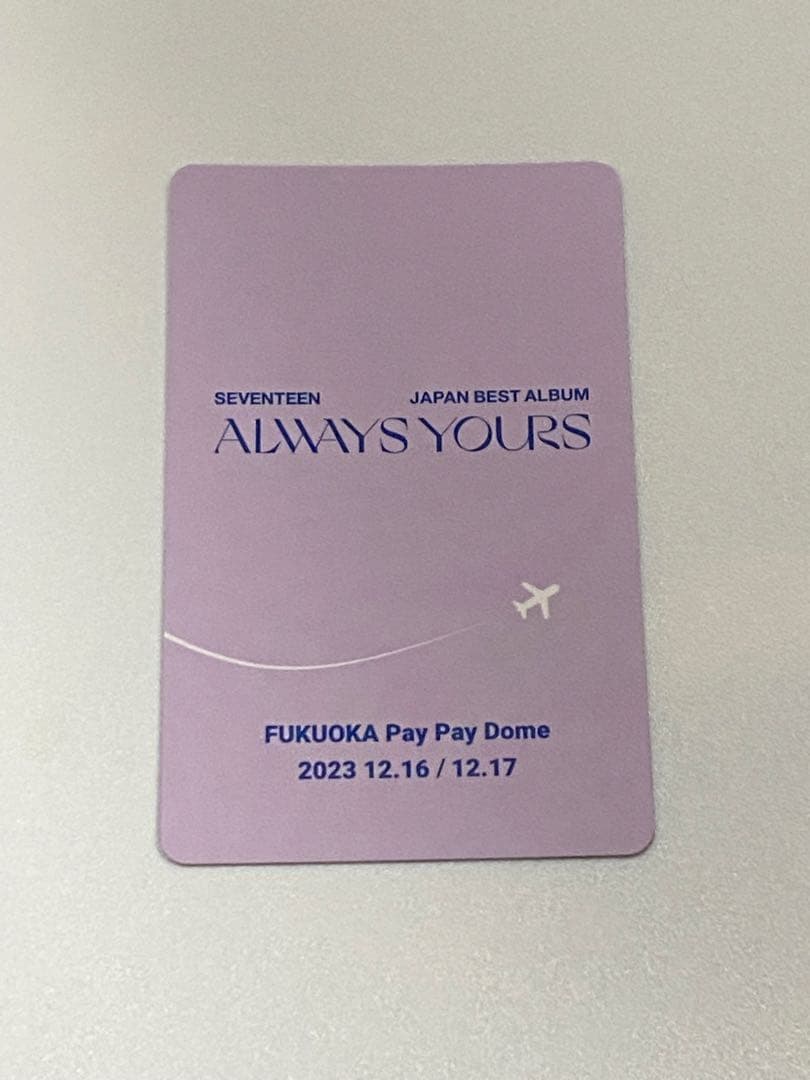 SEVENTEEN JAPAN BEST ALBUM
ALWAYS YOURS
FUKUOKA Pay Pay Dome
2023 12.16 / 12.17